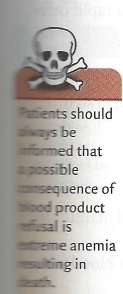 Patients should
always be
informed that
a possible
consequence of
blood product
refusal is
extreme anemia
resulting in
death.